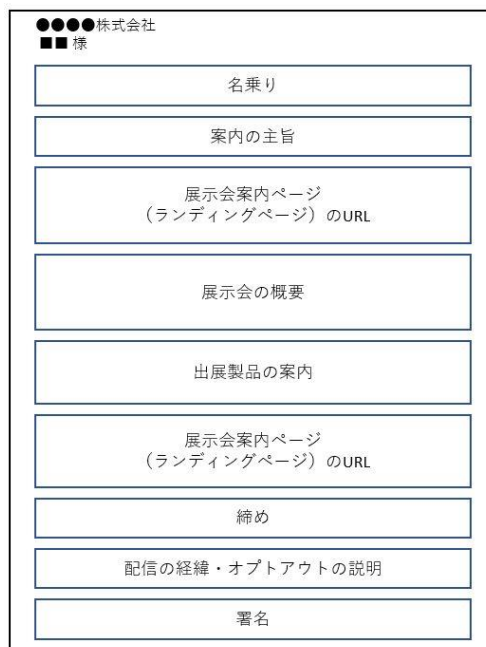 ●●●●株式会社
■■ 様
名乗り
案内の主旨
展示会案内ページ
（ランディングページ）のURL
展示会の概要
出展製品の案内
展示会案内ページ
（ランディングページ）のURL
締め
配信の経緯・オプトアウトの説明
署名